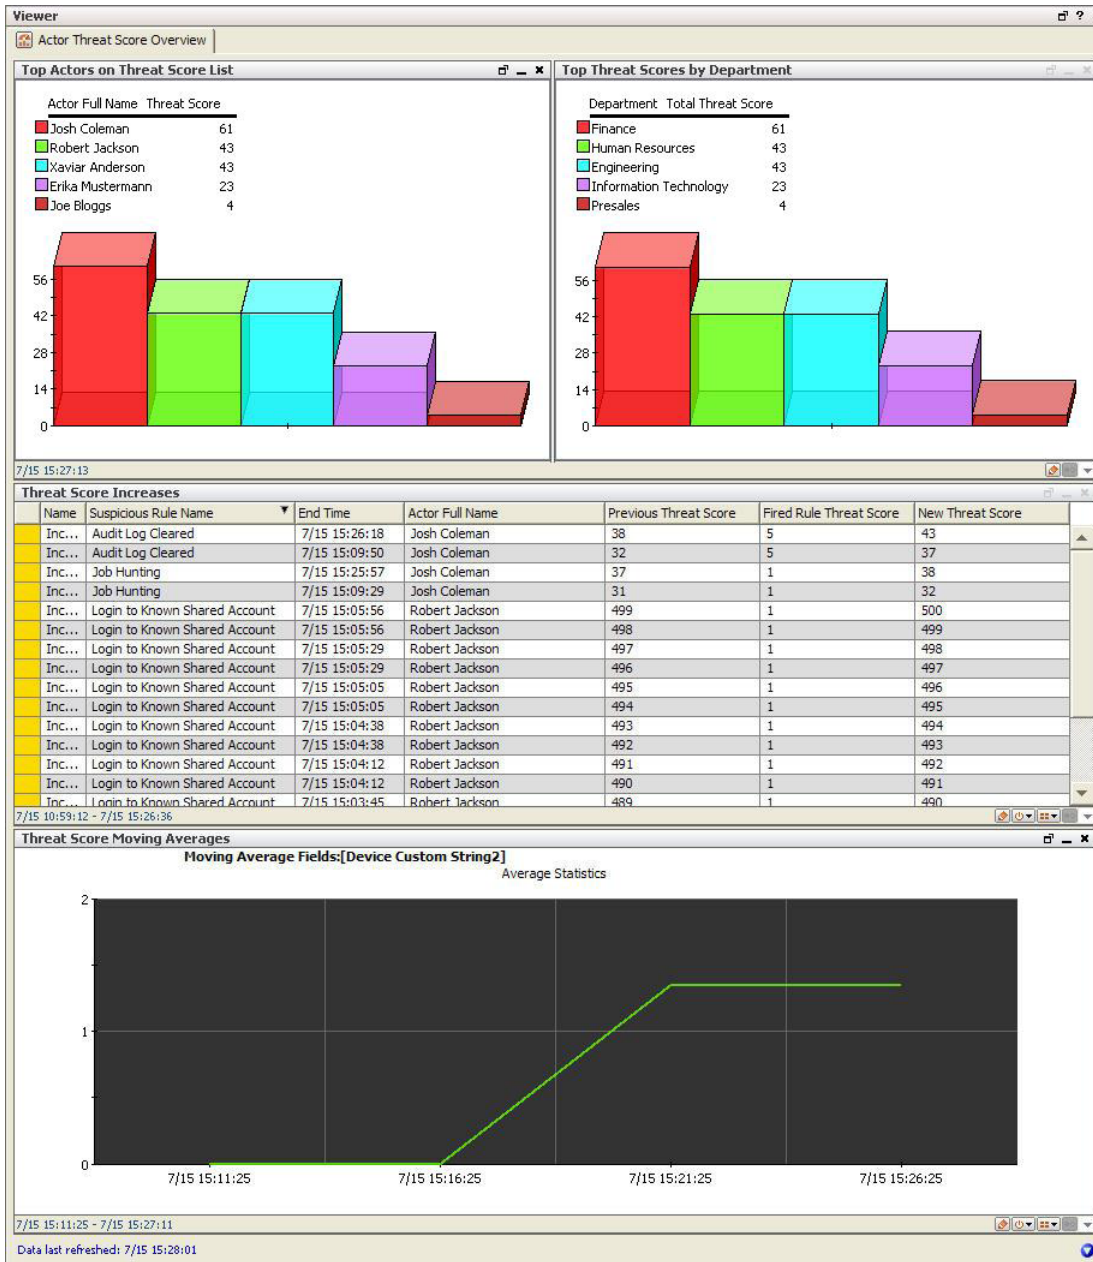 Viewer
?
Actor Threat Score Overview
Top Actors on Threat Score List
Actor Full Name Threat Score
Josh Coleman 61
Robert Jackson 43
Xaviar Anderson 43
Erika Mustermann 23
Joe Bloggs 4
56
42
28
14
0
Top Threat Scores by Department
Department Total Threat Score
Finance 61
Human Resources 43
Engineering 43
Information Technology 23
Presales 4
56
42
28
14
0
7/15 15:27:13
Threat Score Increases
Name Suspicious Rule Name End Time Actor Full Name Previous Threat Score Fired Rule Threat Score New Threat Score
Inc... Audit Log Cleared 7/15 15:26:18 Josh Coleman 38 5 43
Inc... Audit Log Cleared 7/15 15:09:50 Josh Coleman 32 5 37
Inc... Job Hunting 7/15 15:25:57 Josh Coleman 37 1 38
Inc... Job Hunting 7/15 15:09:29 Josh Coleman 31 1 32
Inc... Login to Known Shared Account 7/15 15:05:56 Robert Jackson 499 1 500
Inc... Login to Known Shared Account 7/15 15:05:56 Robert Jackson 498 1 499
Inc... Login to Known Shared Account 7/15 15:05:29 Robert Jackson 497 1 498
Inc... Login to Known Shared Account 7/15 15:05:29 Robert Jackson 496 1 497
Inc... Login to Known Shared Account 7/15 15:05:05 Robert Jackson 495 1 496
Inc... Login to Known Shared Account 7/15 15:05:05 Robert Jackson 494 1 495
Inc... Login to Known Shared Account 7/15 15:04:38 Robert Jackson 493 1 494
Inc... Login to Known Shared Account 7/15 15:04:38 Robert Jackson 492 1 493
Inc... Login to Known Shared Account 7/15 15:04:12 Robert Jackson 491 1 492
Inc... Login to Known Shared Account 7/15 15:04:12 Robert Jackson 490 1 491
Inc... Login to Known Shared Account 7/15 15:03:45 Robert Jackson 489 1 490
7/15 10:59:12 - 7/15 15:26:36
Threat Score Moving Averages
Moving Average Fields:[Device Custom String2]
Average Statistics
2
1
0
7/15 15:11:25 7/15 15:16:25 7/15 15:21:25 7/15 15:26:25
7/15 15:11:25 - 7/15 15:27:11
Data last refreshed: 7/15 15:28:01